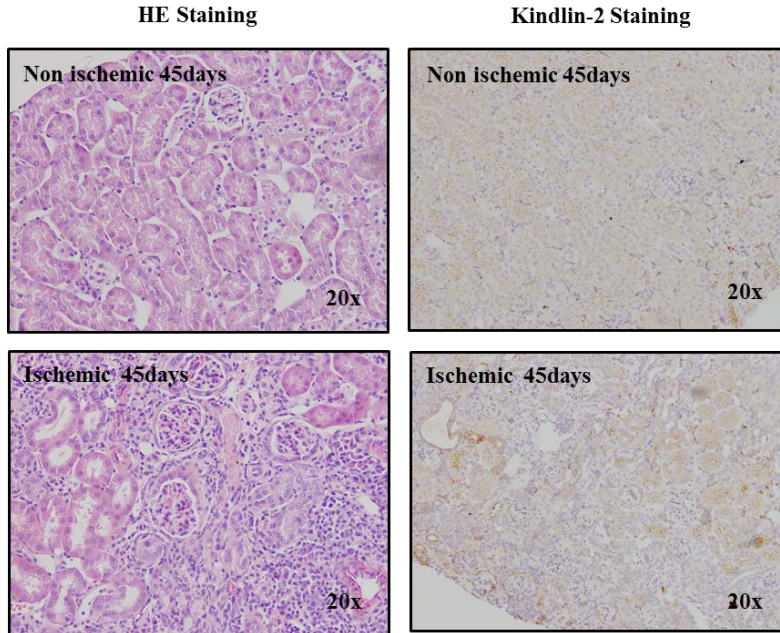 HE Staining
Kindlin-2 Staining
Non ischemic 45days
Non ischemic 45days
20x
20x
Ischemic 45days
Ischemic 45days
20x
20x